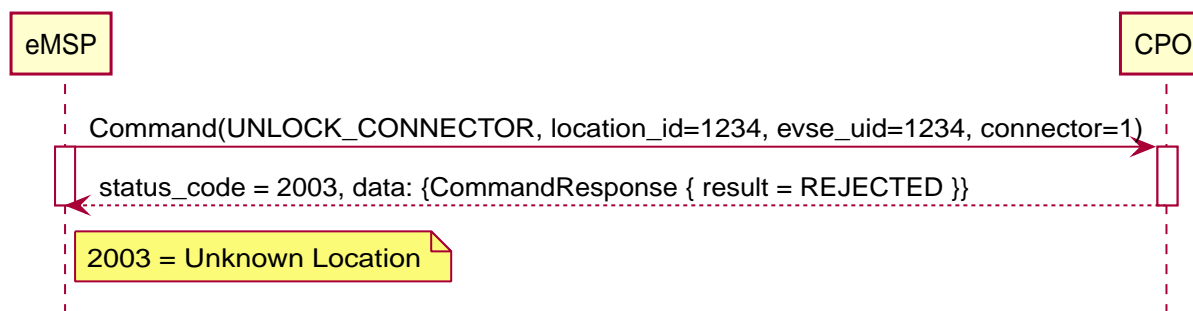 eMSP
CPO
Command(UNLOCK_CONNECTOR, location_id=1234, evse_uid=1234, connector=1)
status_code = 2003, data: {CommandResponse { result = REJECTED }}
2003 = Unknown Location